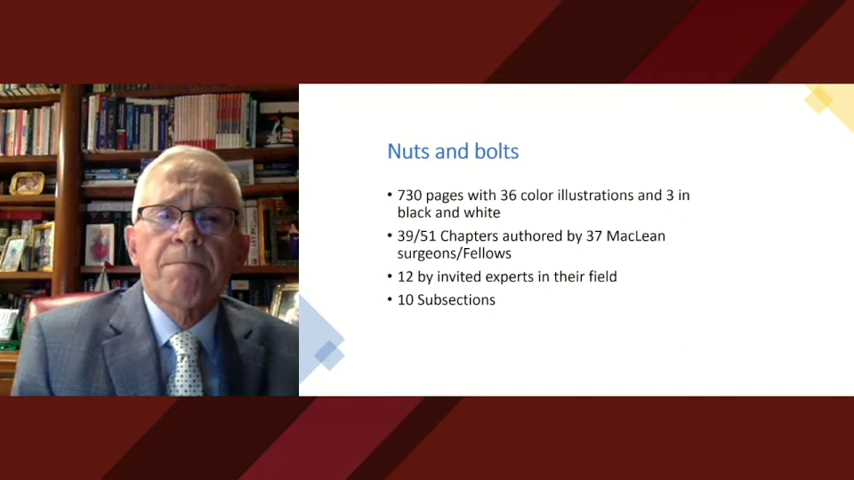 Nuts and bolts
• 730 pages with 36 color illustrations and 3 in
black and white
• 39/51 Chapters authored by 37 MacLean
surgeons/Fellows
• 12 by invited experts in their field
• 10 Subsections